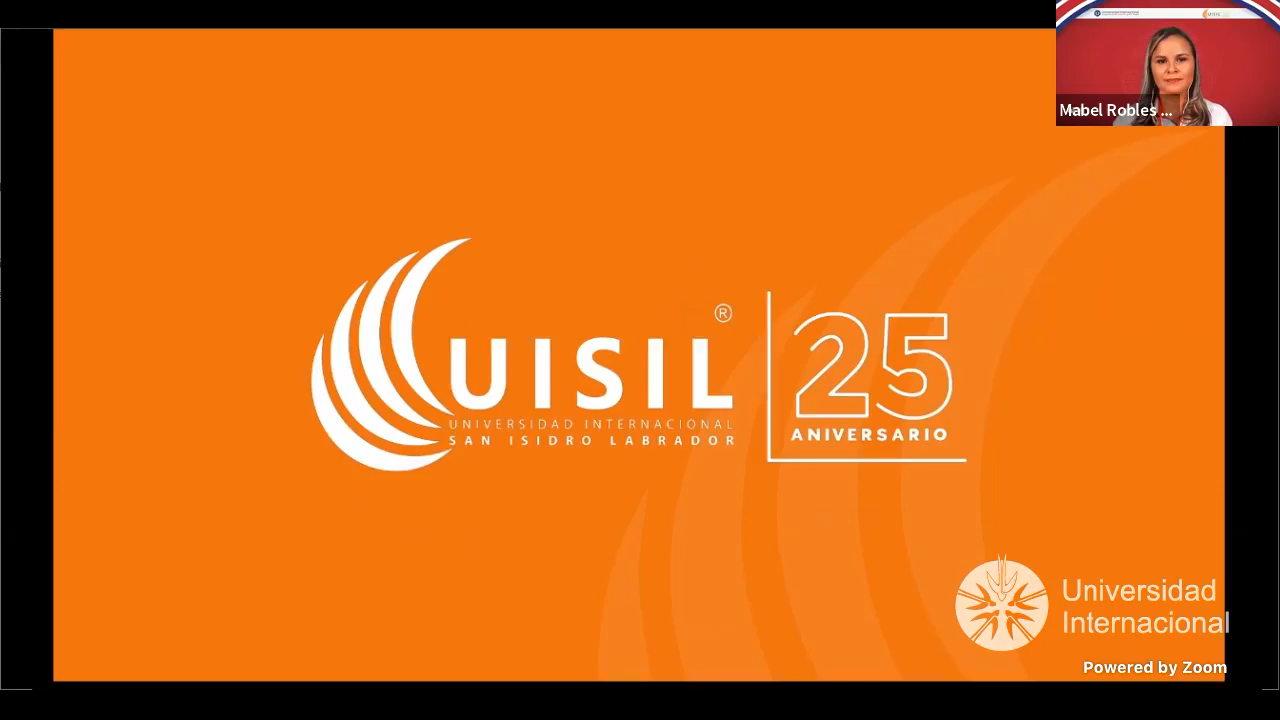 Mabel Robles ...
UISIL®
UNIVERSIDAD INTERNACIONAL
SAN ISIDRO LABRADOR
25
ANIVERSARIO
Universidad
Internacional
Powered by Zoom